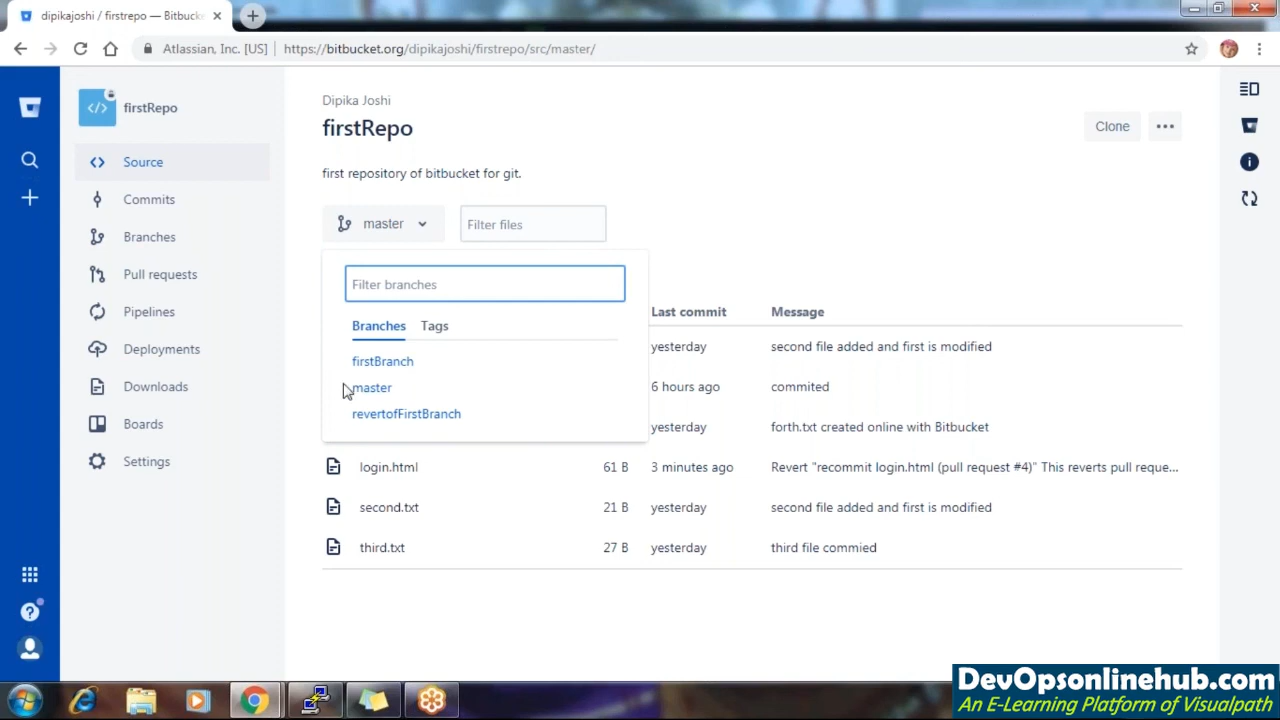 dipikajoshi / firstrepo — Bitbucket
Atlassian, Inc. [US]
https://bitbucket.org/dipikajoshi/firstrepo/src/master/
firstRepo
Source
Commits
Branches
Pull requests
Pipelines
Deployments
Downloads
Boards
Settings
Dipika Joshi
firstRepo
Clone
first repository of bitbucket for git.
master
Filter files
Filter branches
Branches Tags
firstBranch
master
revertofFirstBranch
Last commit Message
yesterday second file added and first is modified
6 hours ago commited
yesterday forth.txt created online with Bitbucket
login.html 61 B 3 minutes ago Revert "recommit login.html (pull request #4)" This reverts pull reque...
second.txt 21 B yesterday second file added and first is modified
third.txt 27 B yesterday third file commied
DevOpsonlinehub.com
An E-Learning Platform of Visualpath